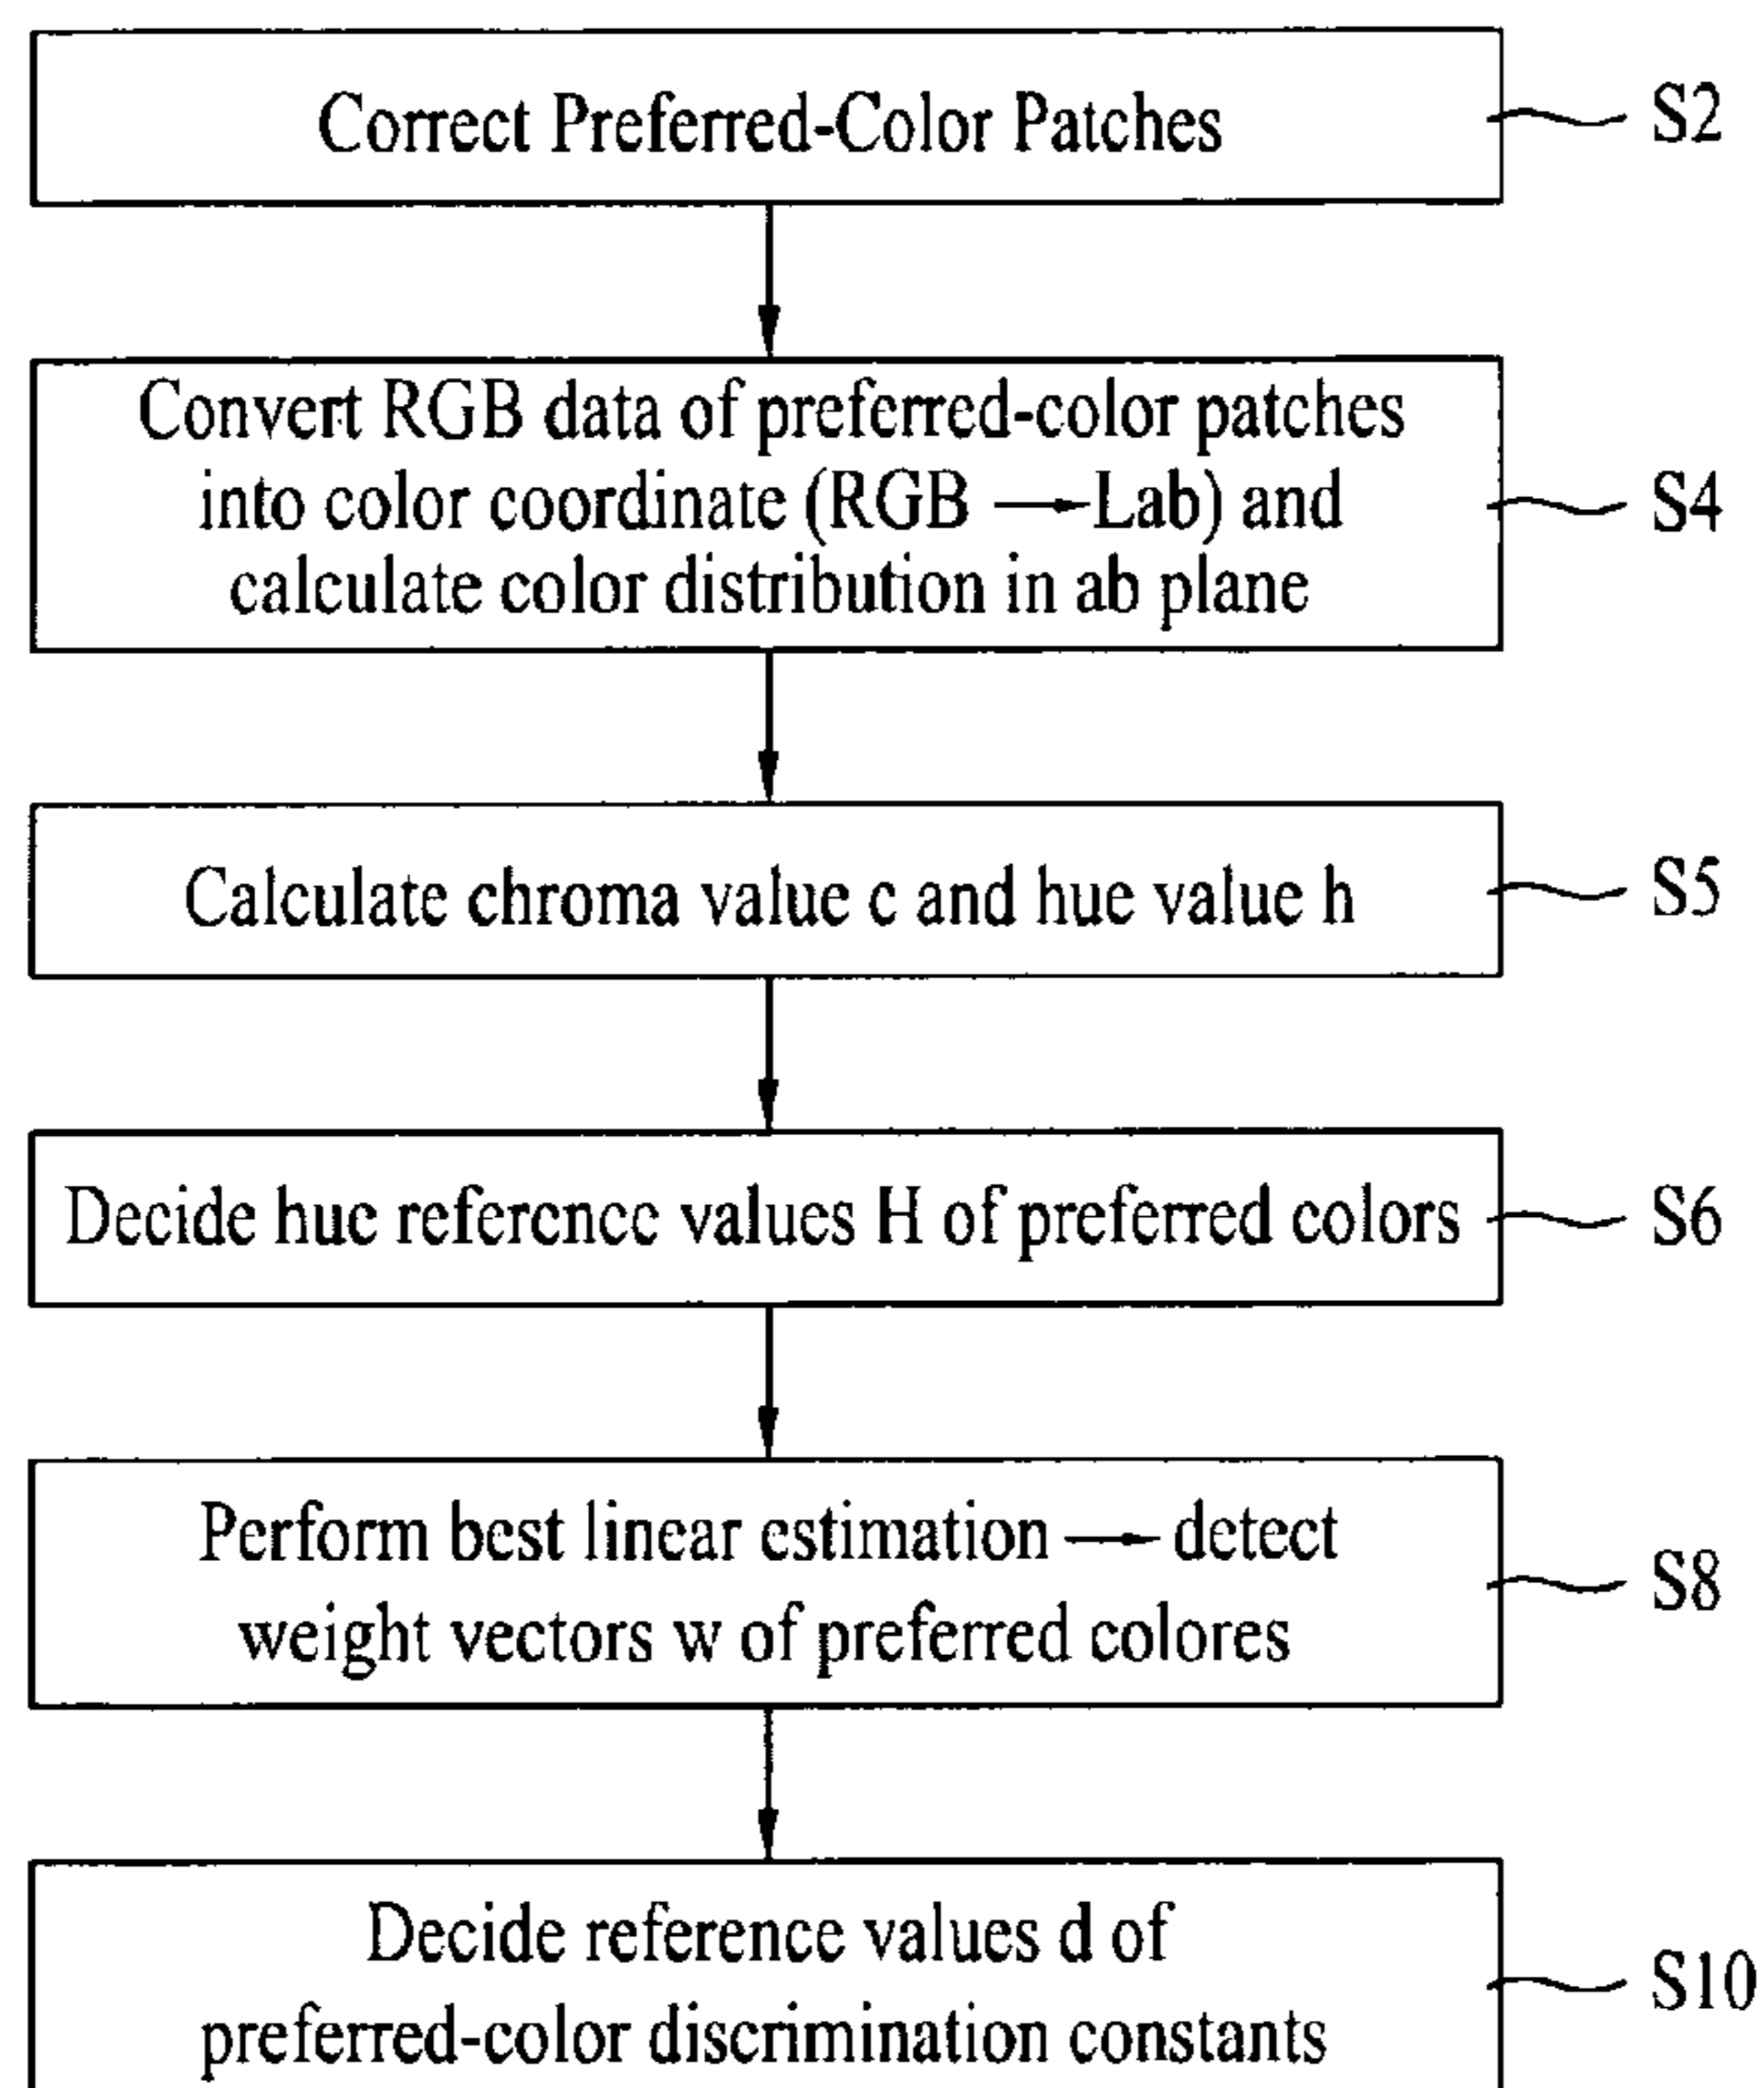 Correct Preferred-Color Patches
S2
Convert RGB data of preferred-color patches
into color coordinate (RGB → Lab) and
calculate color distribution in ab plane
S4
Calculate chroma value c and hue value h
S5
Decide hue reference values H of preferred colors
S6
Perform best linear estimation → detect
weight vectors w of preferred colores
S8
Decide reference values d of
preferred-color discrimination constants
S10